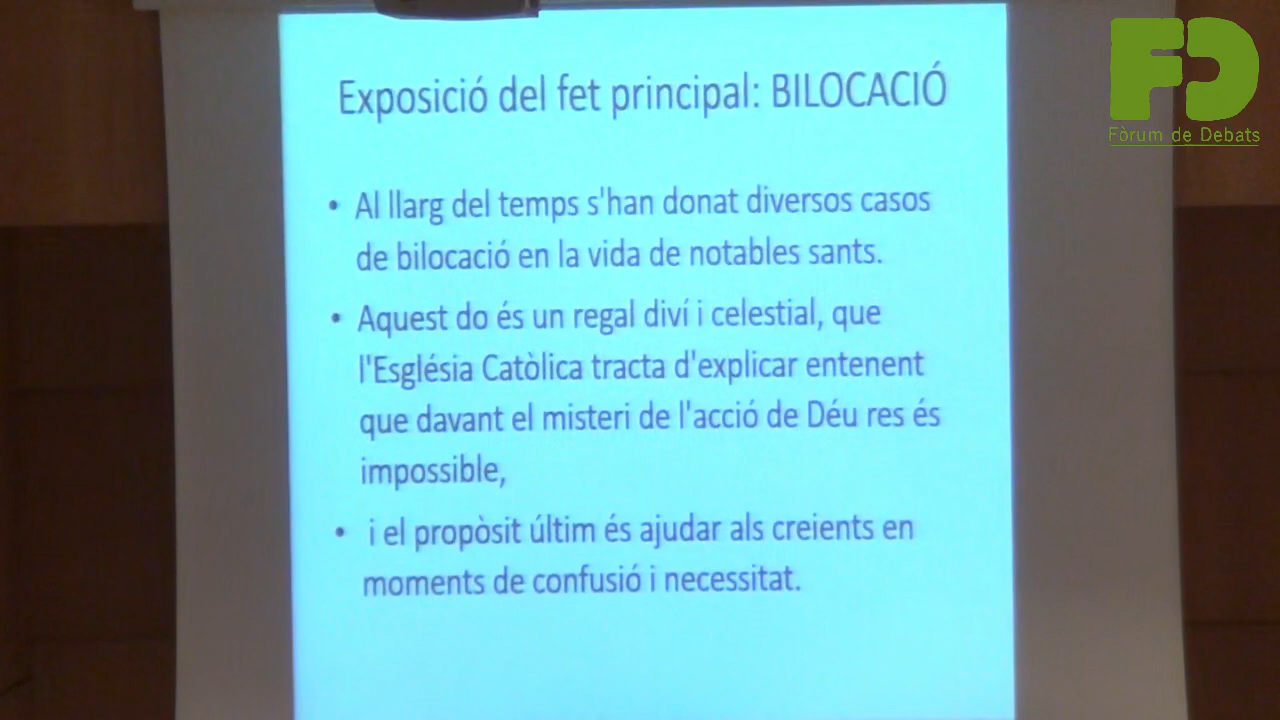 Exposició del fet principal: BILOCACIÓ
• Al llarg del temps s'han donat diversos casos
de bilocació en la vida de notables sants.
• Aquest do és un regal diví i celestial, que
l'Església Catòlica tracta d'explicar entenent
que davant el misteri de l'acció de Déu res és
impossible,
• i el propòsit últim és ajudar als creients en
moments de confusió i necessitat.
FD
Fòrum de Debats